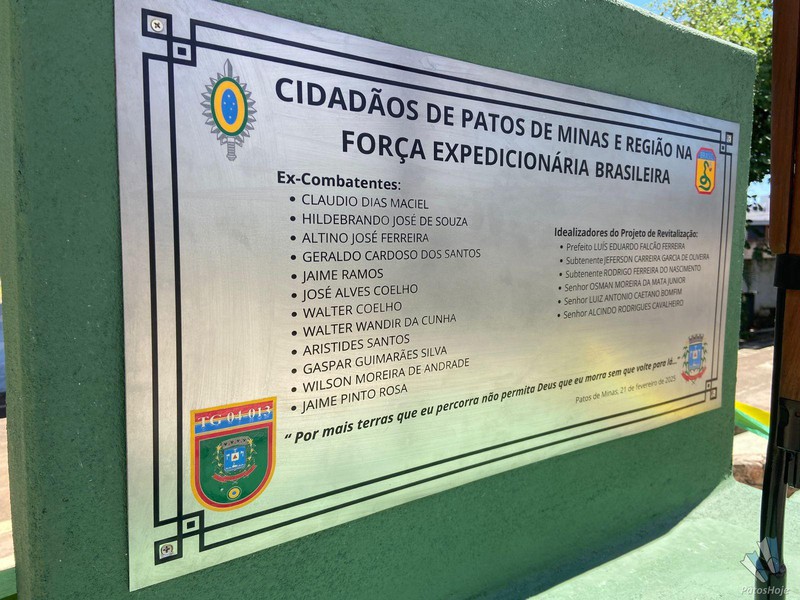 CIDADÃOS DE PATOS DE MINAS E REGIÃO NA
FORÇA EXPEDICIONÁRIA BRASILEIRA
Ex-Combatentes:
• CLAUDIO DIAS MACIEL
• HILDEBRANDO JOSÉ DE SOUZA
• ALTINO JOSÉ FERREIRA
• GERALDO CARDOSO DOS SANTOS
• JAIME RAMOS
• JOSÉ ALVES COELHO
• WALTER COELHO
• WALTER WANDIR DA CUNHA
• ARISTIDES SANTOS
• GASPAR GUIMARÃES SILVA
• WILSON MOREIRA DE ANDRADE
• JAIME PINTO ROSA
Idealizadores do Projeto de Revitalização:
• Prefeito LUÍS EDUARDO FALCÃO FERREIRA
• Subtenente JEFERSON CARREIRA GARCIA DE OLIVEIRA
• Subtenente RODRIGO FERREIRA DO NASCIMENTO
• Senhor OSMAN MOREIRA DA MATA JUNIOR
• Senhor LUIZ ANTONIO CAETANO BOMFIM
• Senhor ALCINDO RODRIGUES CAVALHEIRO
“ Por mais terras que eu percorra não permita Deus que eu morra sem que volte para lá...”
Patos de Minas, 21 de fevereiro de 2025
TG 04-013
PatosHoje